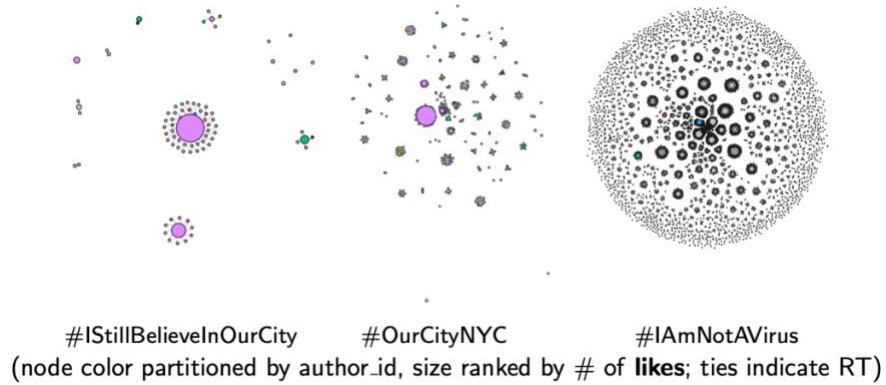 #IStillBelieveInOurCity #OurCityNYC #IAmNotAVirus
(node color partitioned by author_id, size ranked by # of likes; ties indicate RT)